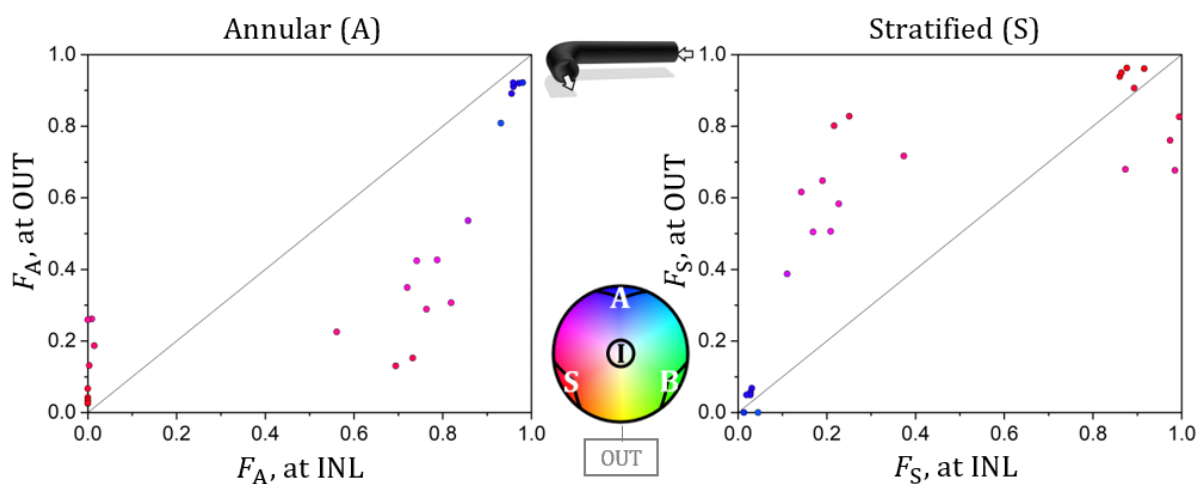 Annular (A)
1.0
0.8
0.6
0.4
0.2
0.0
F_A, at OUT
0.0 0.2 0.4 0.6 0.8 1.0
F_A, at INL
A
I
S B
OUT
Stratified (S)
1.0
0.8
0.6
0.4
0.2
0.0
F_S, at OUT
0.0 0.2 0.4 0.6 0.8 1.0
F_S, at INL